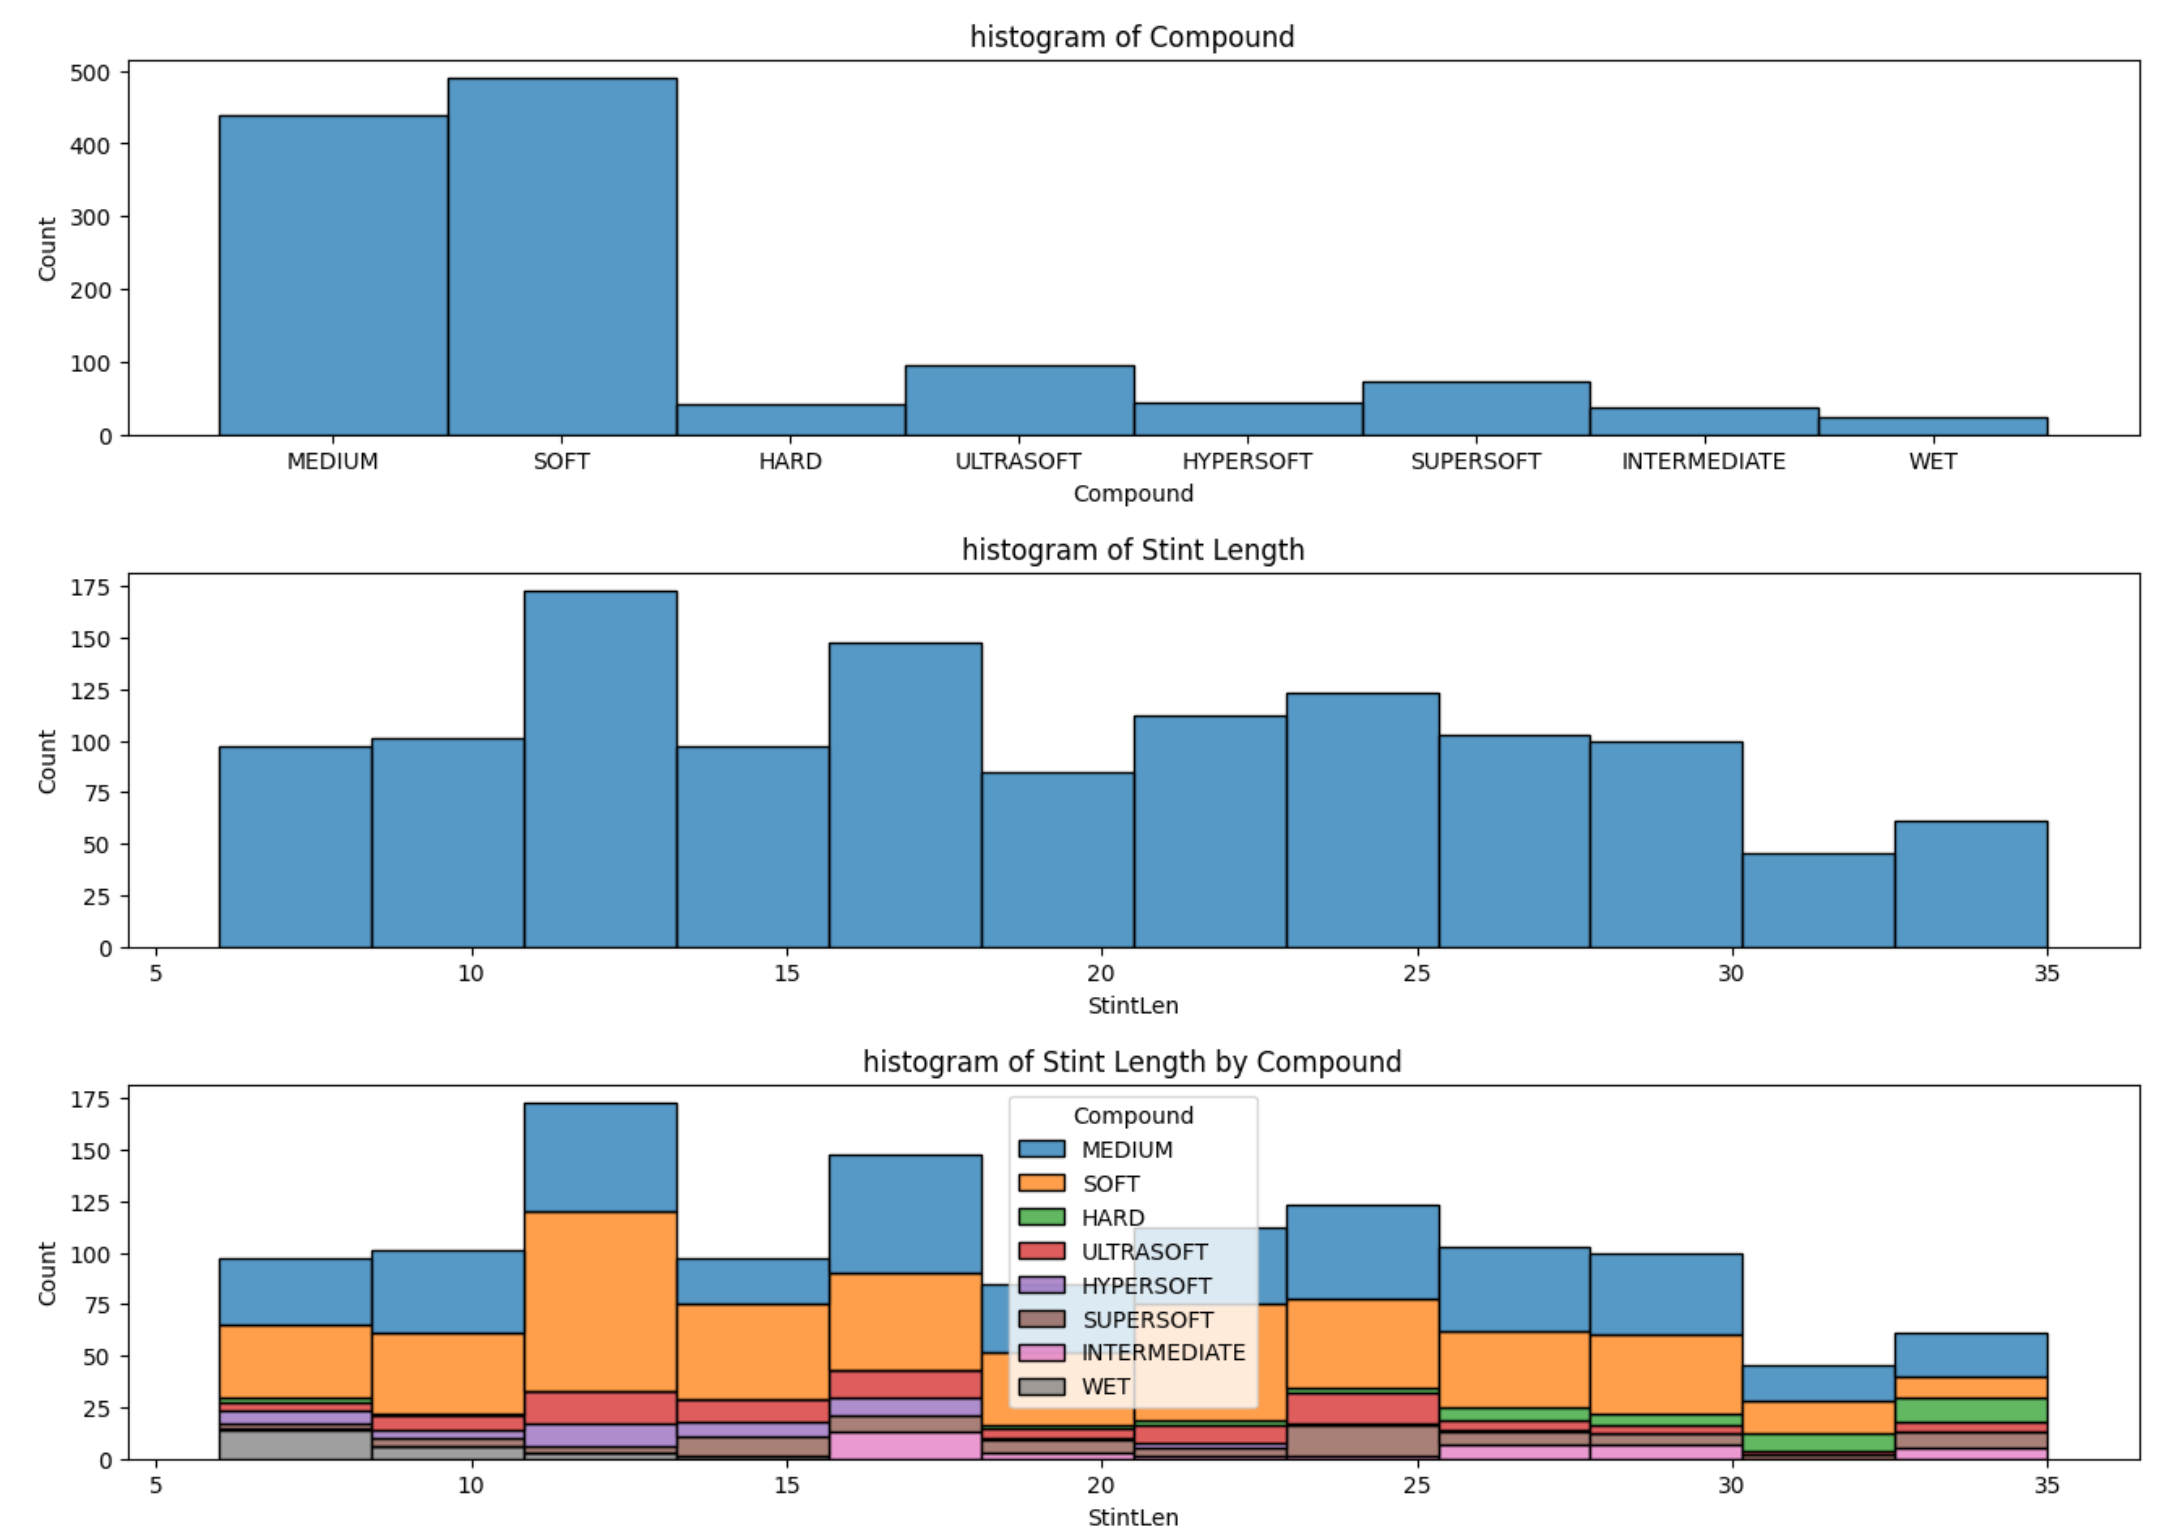 histogram of Compound
500
400
300
200
100
0
Count
MEDIUM SOFT HARD ULTRASOFT HYPERSOFT SUPERSOFT INTERMEDIATE WET
Compound
histogram of Stint Length
175
150
125
100
75
50
25
0
Count
5 10 15 20 25 30 35
StintLen
histogram of Stint Length by Compound
175
150
125
100
75
50
25
0
Count
Compound
MEDIUM
SOFT
HARD
ULTRASOFT
HYPERSOFT
SUPERSOFT
INTERMEDIATE
WET
5 10 15 20 25 30 35
StintLen